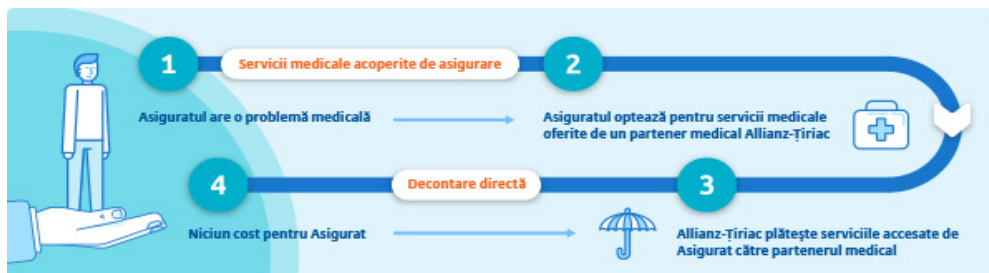 1
Servicii medicale acoperite de asigurare
2
Asiguratul are o problemă medicală
Asiguratul optează pentru servicii medicale
oferite de un partener medical Allianz-Țiriac
3
Decontare directă
4
Allianz-Țiriac plătește serviciile accesate de
Asigurat către partenerul medical
Niciun cost pentru Asigurat